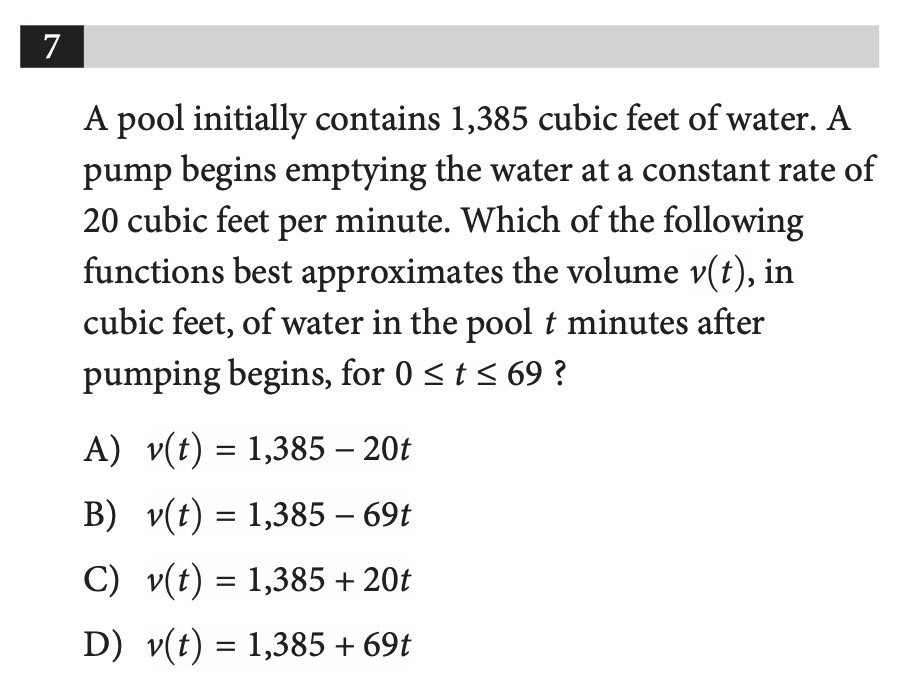 7
A pool initially contains 1,385 cubic feet of water. A
pump begins emptying the water at a constant rate of
20 cubic feet per minute. Which of the following
functions best approximates the volume v(t), in
cubic feet, of water in the pool t minutes after
pumping begins, for 0 ≤ t ≤ 69 ?
A) v(t) = 1,385 − 20t
B) v(t) = 1,385 − 69t
C) v(t) = 1,385 + 20t
D) v(t) = 1,385 + 69t